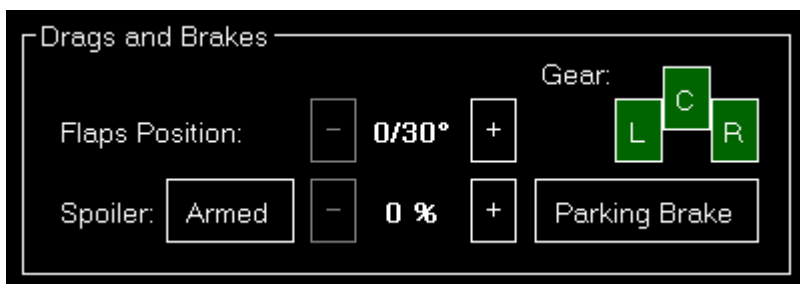 Drags and Brakes
Gear:
C
Flaps Position: − 0/30° + L R
Spoiler: Armed − 0 % + Parking Brake